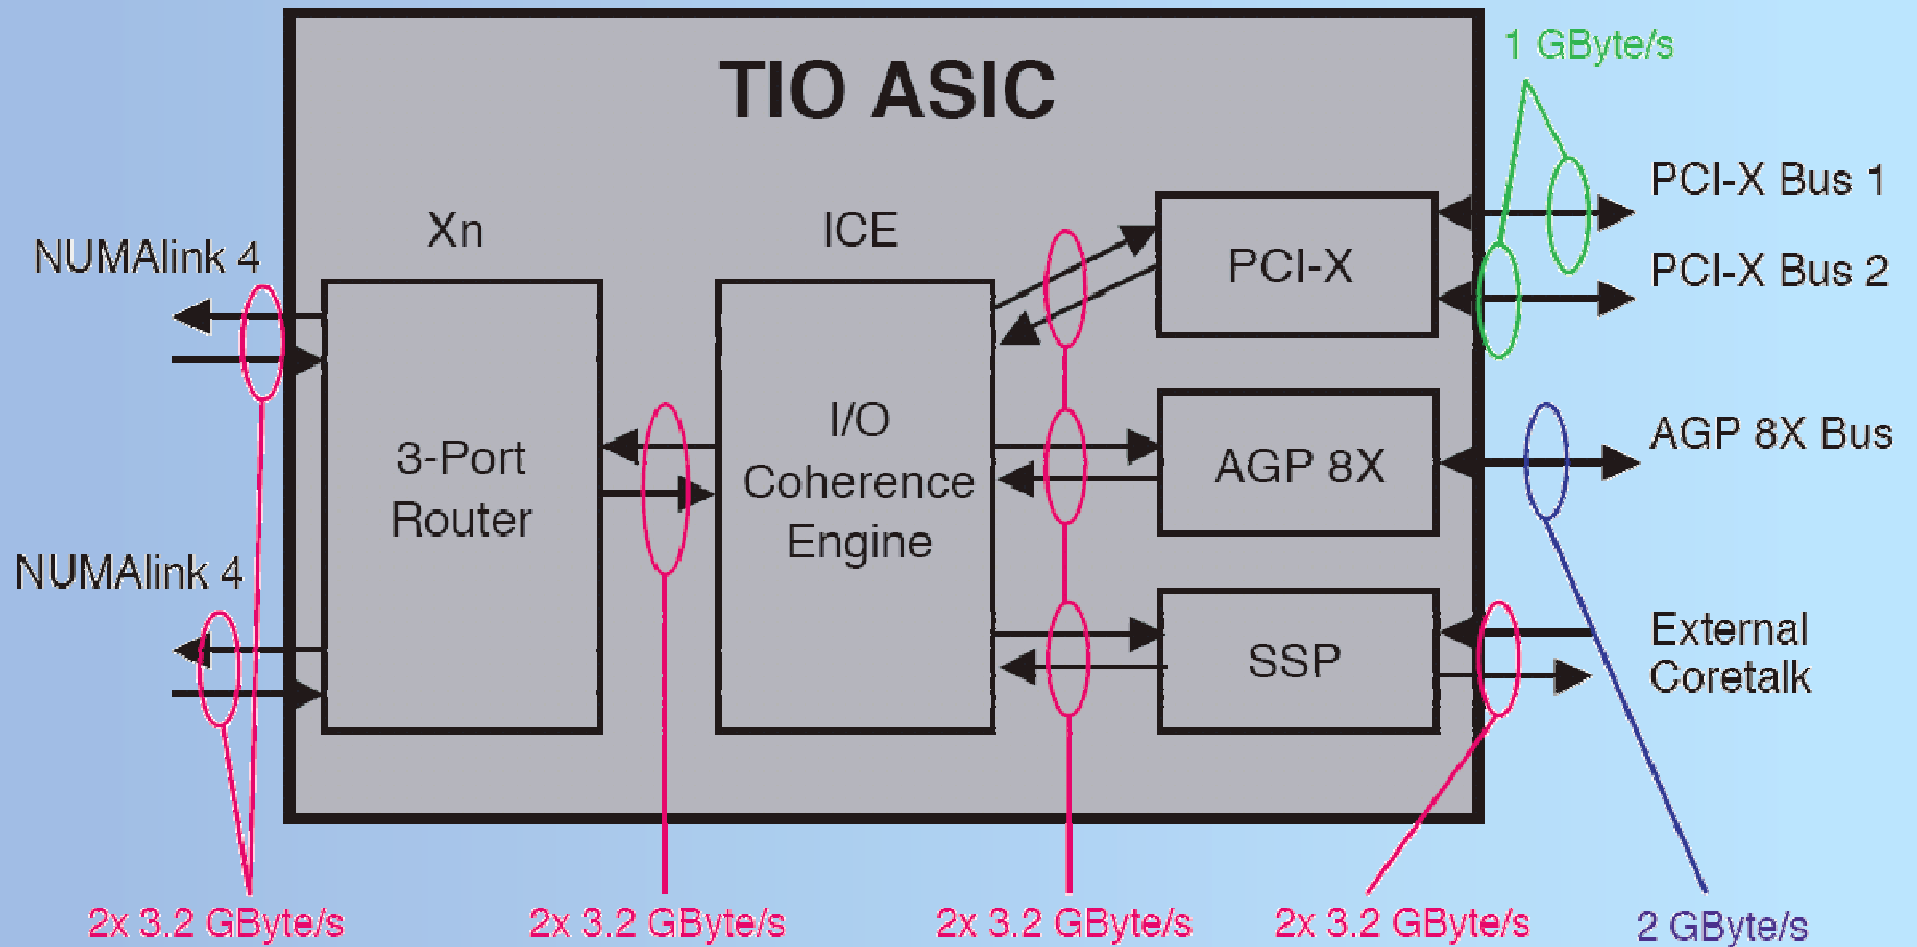 TIO ASIC
1 GByte/s
PCI-X Bus 1
PCI-X Bus 2
Xn
ICE
NUMAlink 4
PCI-X
3-Port
Router
I/O
Coherence
Engine
AGP 8X
AGP 8X Bus
NUMAlink 4
SSP
External
Coretalk
2x 3.2 GByte/s
2x 3.2 GByte/s
2x 3.2 GByte/s
2x 3.2 GByte/s
2 GByte/s